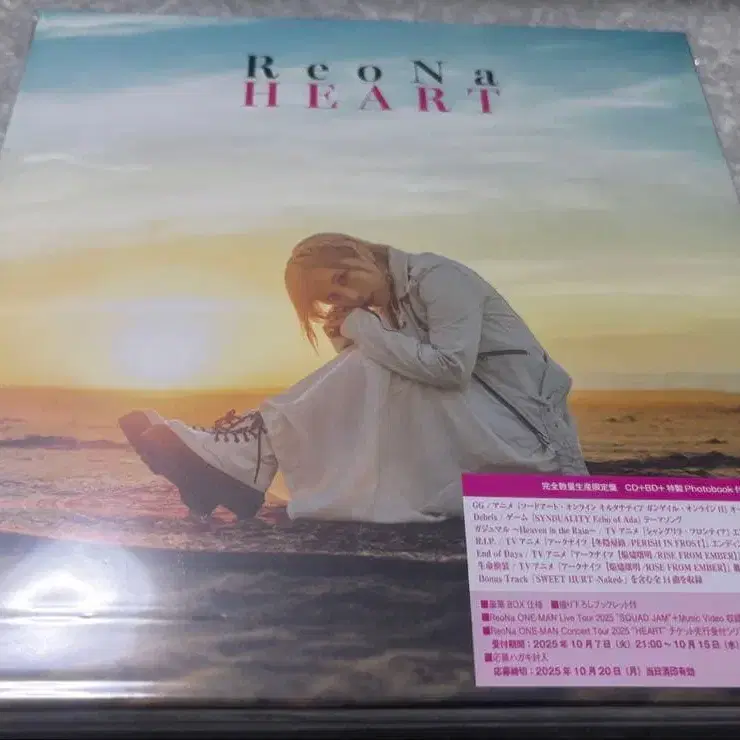 ReoNa
HEART
完全数量生産限定盤 CD+BD+特製Photobook付
GG / アニメ『ソードアート・オンライン オルタナティブ ガンゲイル・オンラインII』オー
Debris / ゲーム『SYNDUALITY Echo of Ada』テーマソング
ガジュマル ~Heaven in the Rain~ / TVアニメ『シャングリラ・フロンティア』エン
R.I.P. / TVアニメ『アークナイツ【冬隠帰路/PERISH IN FROST】』エンディン
End of Days / TVアニメ『アークナイツ【焔燼曙明/RISE FROM EMBER】』
生命換装 / TVアニメ『アークナイツ【焔燼曙明/RISE FROM EMBER】』
Bonus Track「SWEET HURT -Naked-」を含む全14曲を収録
■豪華BOX仕様 ■撮り下ろしブックレット付
■ReoNa ONE-MAN Live Tour 2025 "SQUAD JAM"+Music Video 収録
■ReoNa ONE-MAN Concert Tour 2025 "HEART" チケット先行受付シリ
受付期間:2025年10月7日(火)21:00~10月15日(水)
■応募ハガキ封入
応募締切:2025年10月20日(月)当日消印有効